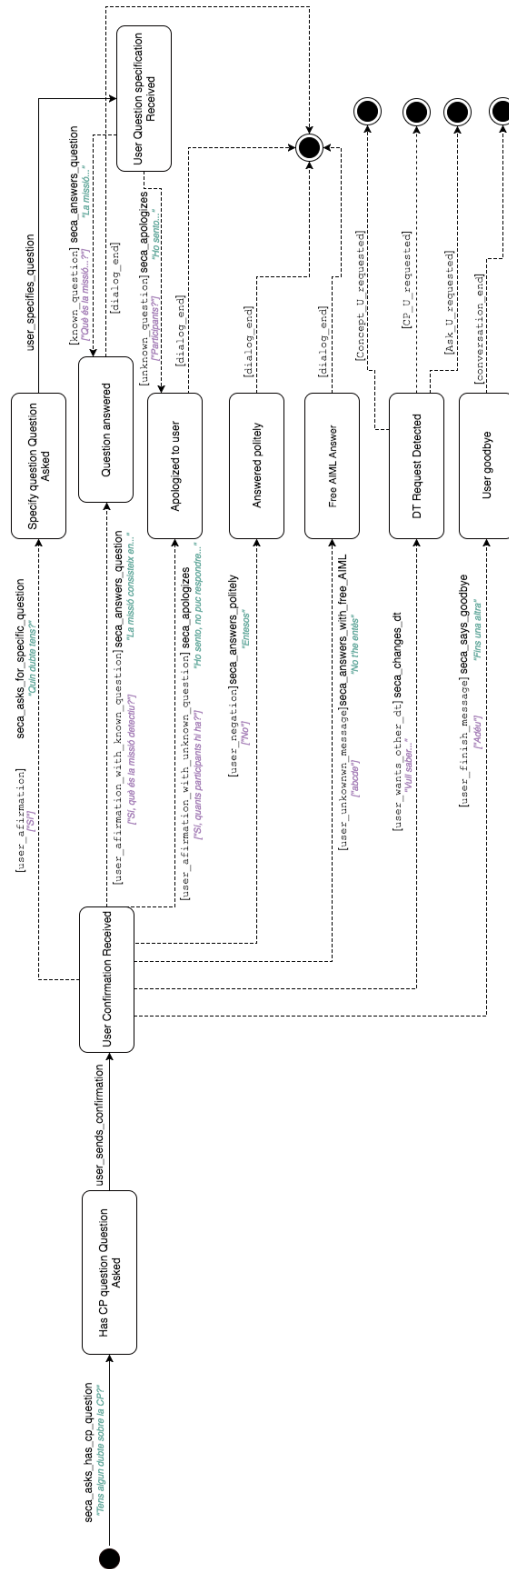 seca_asks_has_cp_question
"Tens algun dubte sobre la CP?"
Has CP question Question
Asked
user_sends_confirmation
User Confirmation Received
[user_afirmation]
["Sí"]
seca_asks_for_specific_question
"Quin dubte tens?"
Specify question Question
Asked
user_specifies_question
User Question specification
Received
[known_question] seca_answers_question
["Què és la missió...?"]
"La missió..."
[unknown_question]seca_apologizes
["Participants?"]
"Ho sento..."
[user_afirmation_with_known_question]seca_answers_question
["Sí, què és la missió detectiu?"]
"La missió consisteix en..."
Question answered
[dialog_end]
[user_afirmation_with_unknown_question] seca_apologizes
["Sí, quants participants hi ha?"]
"Ho sento, no puc respondre..."
Apologized to user
[dialog_end]
[user_negation]seca_answers_politely
["No"]
"Entesos"
Answered politely
[dialog_end]
[user_unkownwn_message]seca_answers_with_free_AIML
["abcde"]
"No t'he entès"
Free AIML Answer
[dialog_end]
[user_wants_other_dt]seca_changes_dt
"Vull saber..."
DT Request Detected
[Concept_U_requested]
[CP_U_requested]
[Ask_U_requested]
[user_finish_message]seca_says_goodbye
["Adéu"]
"Fins una altra"
User goodbye
[conversation_end]